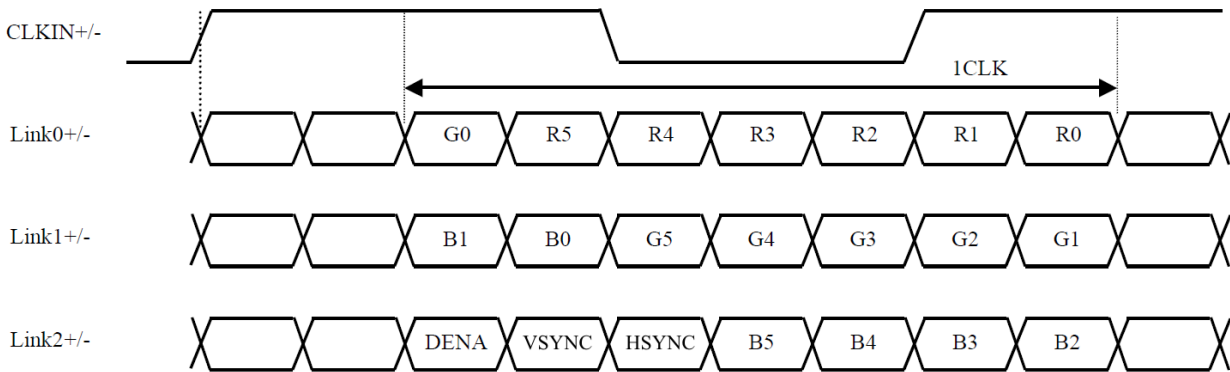 CLKIN+/-
1CLK
Link0+/- G0 R5 R4 R3 R2 R1 R0
Link1+/- B1 B0 G5 G4 G3 G2 G1
Link2+/- DENA VSYNC HSYNC B5 B4 B3 B2